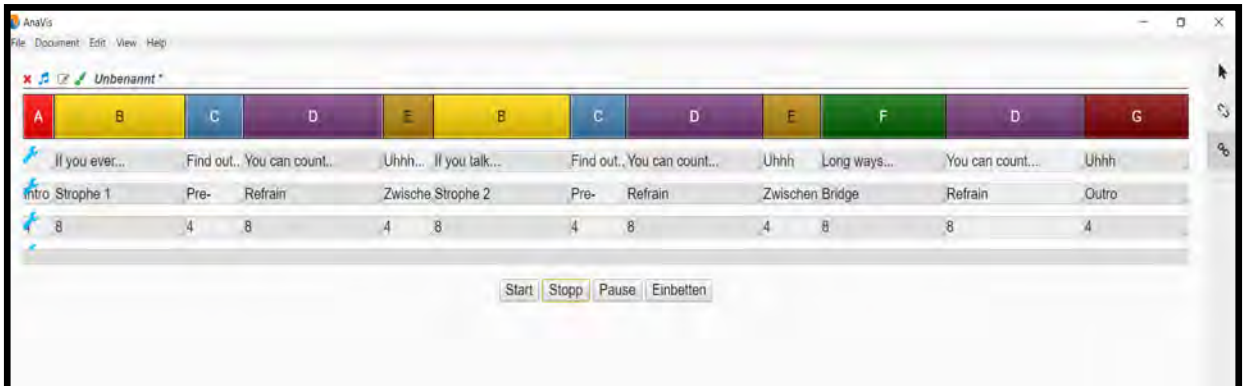 AnaVis
File Document Edit View Help
Unbenannt *
A B C D E B C D E F D G
If you ever... Find out.. You can count.. Uhhh... If you talk... Find out.. You can count... Uhhh Long ways... You can count.... Uhhh
Intro Strophe 1 Pre- Refrain Zwische Strophe 2 Pre- Refrain Zwischen Bridge Refrain Outro
8 4 8 4 8 4 8 4 8 8 4
Start Stopp Pause Einbetten